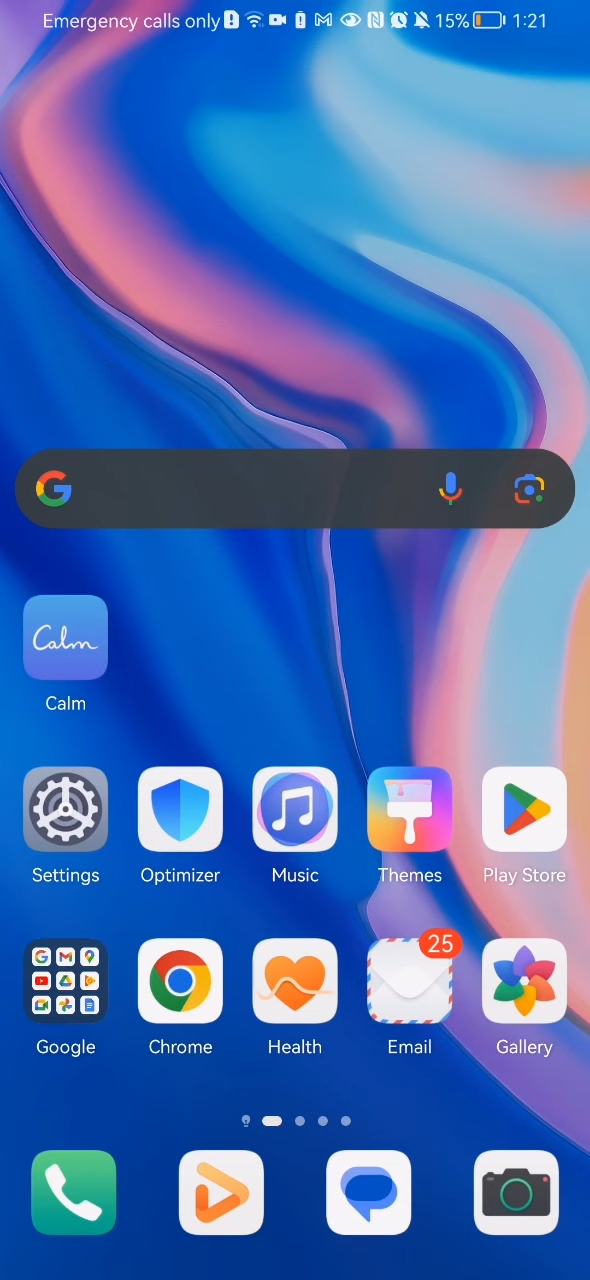 Emergency calls only 15% 1:21
Calm
Calm
Settings Optimizer Music Themes Play Store
25
Google Chrome Health Email Gallery